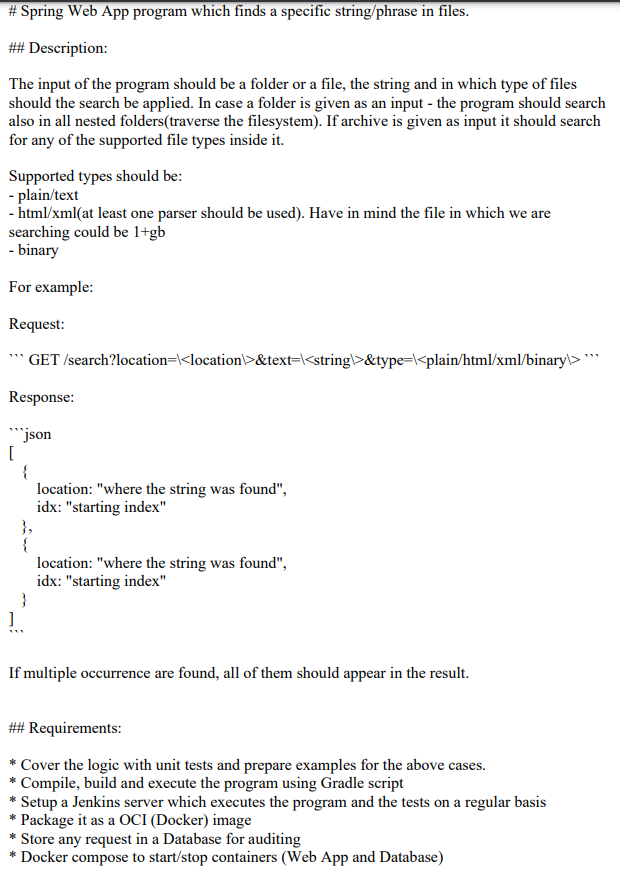 # Spring Web App program which finds a specific string/phrase in files.
## Description:
The input of the program should be a folder or a file, the string and in which type of files
should the search be applied. In case a folder is given as an input - the program should search
also in all nested folders(traverse the filesystem). If archive is given as input it should search
for any of the supported file types inside it.
Supported types should be:
- plain/text
- html/xml(at least one parser should be used). Have in mind the file in which we are
searching could be 1+gb
- binary
For example:
Request:
``` GET /search?location=\<location\>&text=\<string\>&type=\<plain/html/xml/binary\> ```
Response:
```json
[
{
location: "where the string was found",
idx: "starting index"
},
{
location: "where the string was found",
idx: "starting index"
}
]
```
If multiple occurrence are found, all of them should appear in the result.
## Requirements:
* Cover the logic with unit tests and prepare examples for the above cases.
* Compile, build and execute the program using Gradle script
* Setup a Jenkins server which executes the program and the tests on a regular basis
* Package it as a OCI (Docker) image
* Store any request in a Database for auditing
* Docker compose to start/stop containers (Web App and Database)